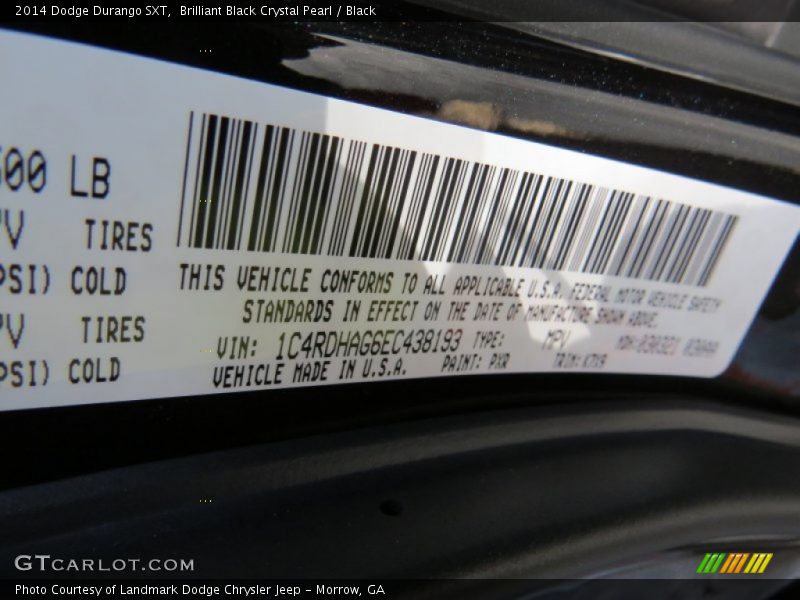 2014 Dodge Durango SXT,  Brilliant Black Crystal Pearl / Black
00 LB
TIRES
PSI) COLD
TIRES
PSI) COLD
THIS VEHICLE CONFORMS TO ALL APPLICABLE U.S.A. FEDERAL MOTOR VEHICLE SAFETY
STANDARDS IN EFFECT ON THE DATE OF MANUFACTURE SHOWN ABOVE.
VIN: 1C4RDHAG6EC438193 TYPE: MPV MDH:
VEHICLE MADE IN U.S.A. PAINT: PXR TRIM:
GTCARLOT.COM
Photo Courtesy of Landmark Dodge Chrysler Jeep – Morrow, GA